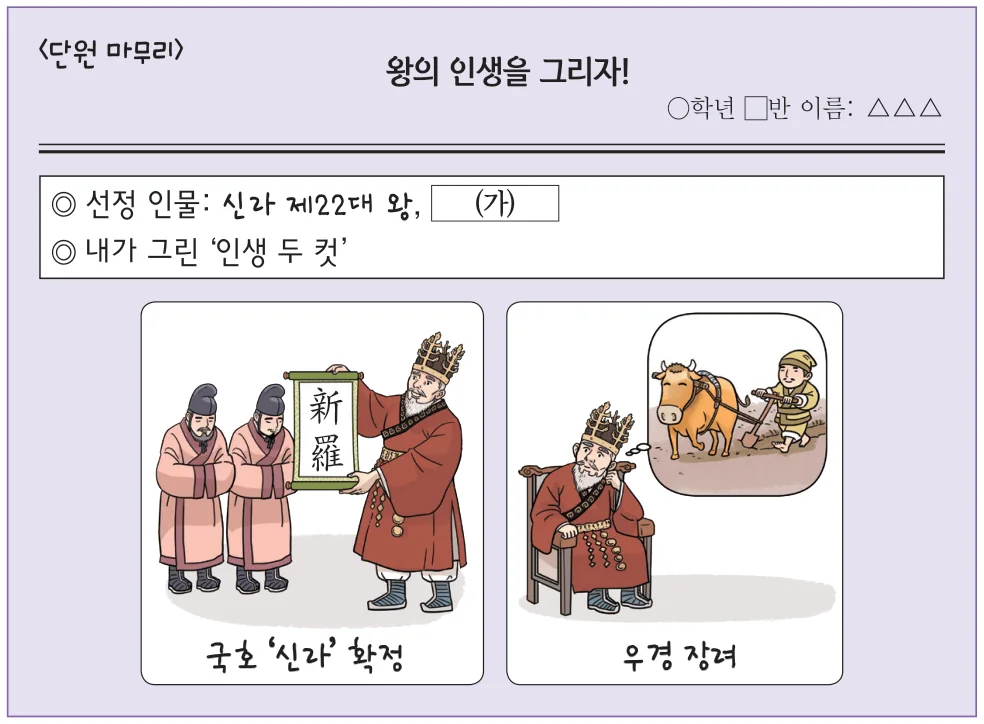 <단원 마무리>
왕의 인생을 그리자!
○학년 □반 이름: △△△
◎ 선정 인물: 신라 제22대 왕, (가)
◎ 내가 그린 ‘인생 두 컷’
新
羅
국호 ‘신라’ 확정
우경 장려